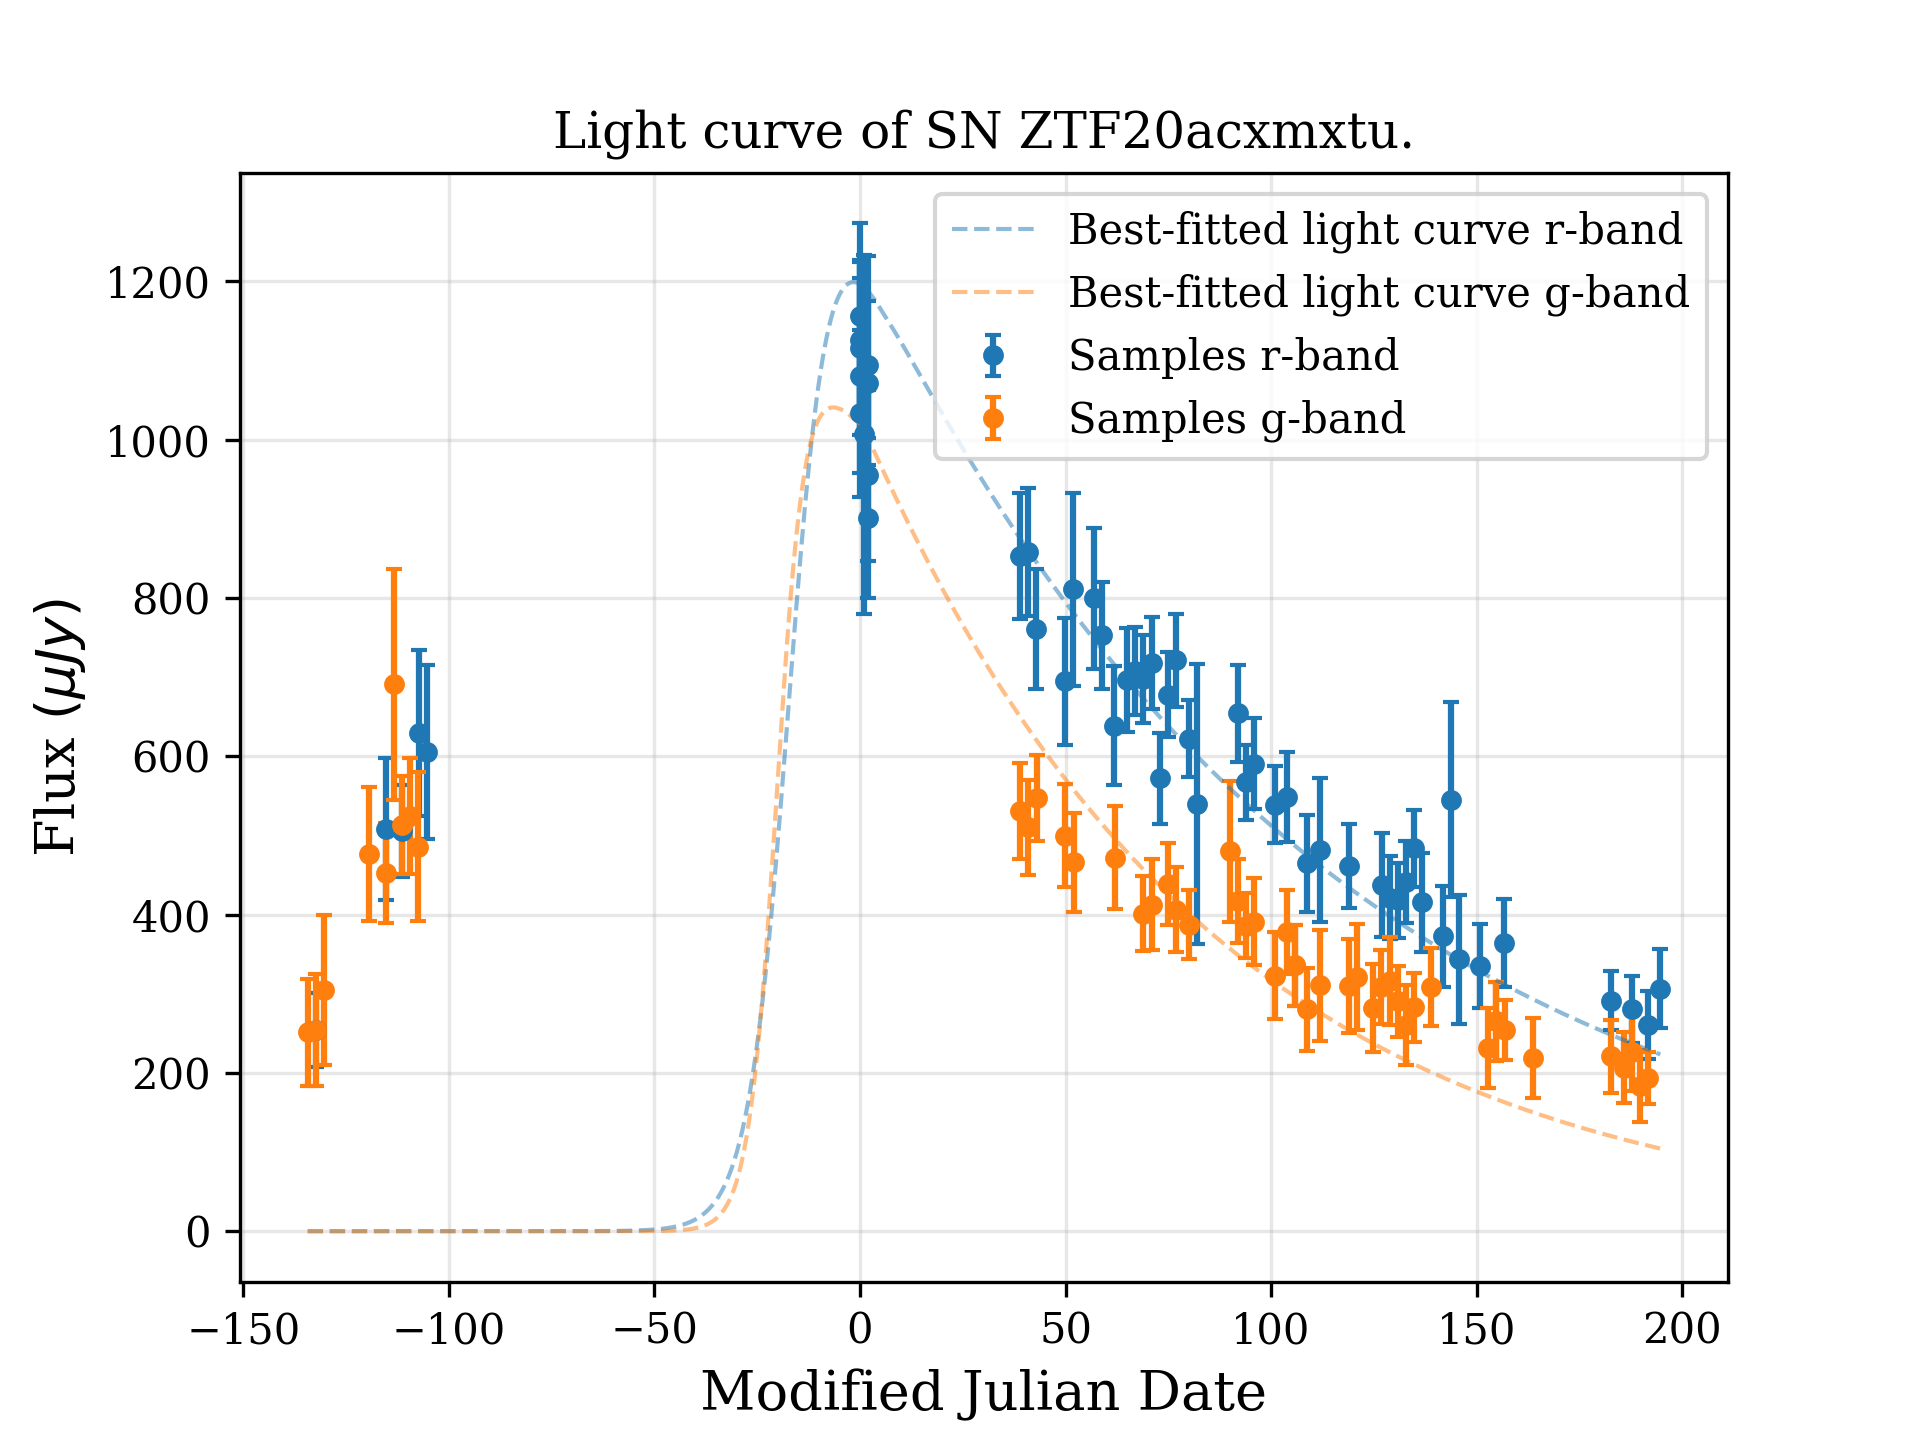 Light curve of SN ZTF20acxmxtu.
Best-fitted light curve r-band
Best-fitted light curve g-band
Samples r-band
Samples g-band
Flux (μJy)
1200
1000
800
600
400
200
0
−150 −100 −50 0 50 100 150 200
Modified Julian Date